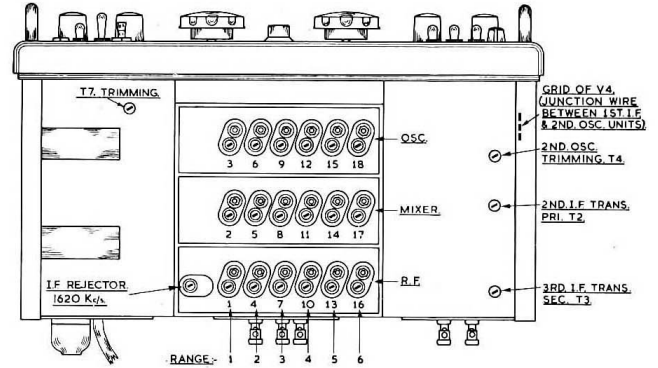 T7. TRIMMING.
GRID OF V4,
(JUNCTION WIRE
BETWEEN 1ST. I.F.
& 2ND. OSC. UNITS)
OSC.
3 6 9 12 15 18
2ND. OSC.
TRIMMING, T4.
MIXER.
2 5 8 11 14 17
2ND. I.F. TRANS.
PRI. T2.
I.F. REJECTOR.
1620 Kc/s.
R.F.
1 4 7 10 13 16
3RD. I.F. TRANS.
SEC. T3.
RANGE:- 1 2 3 4 5 6